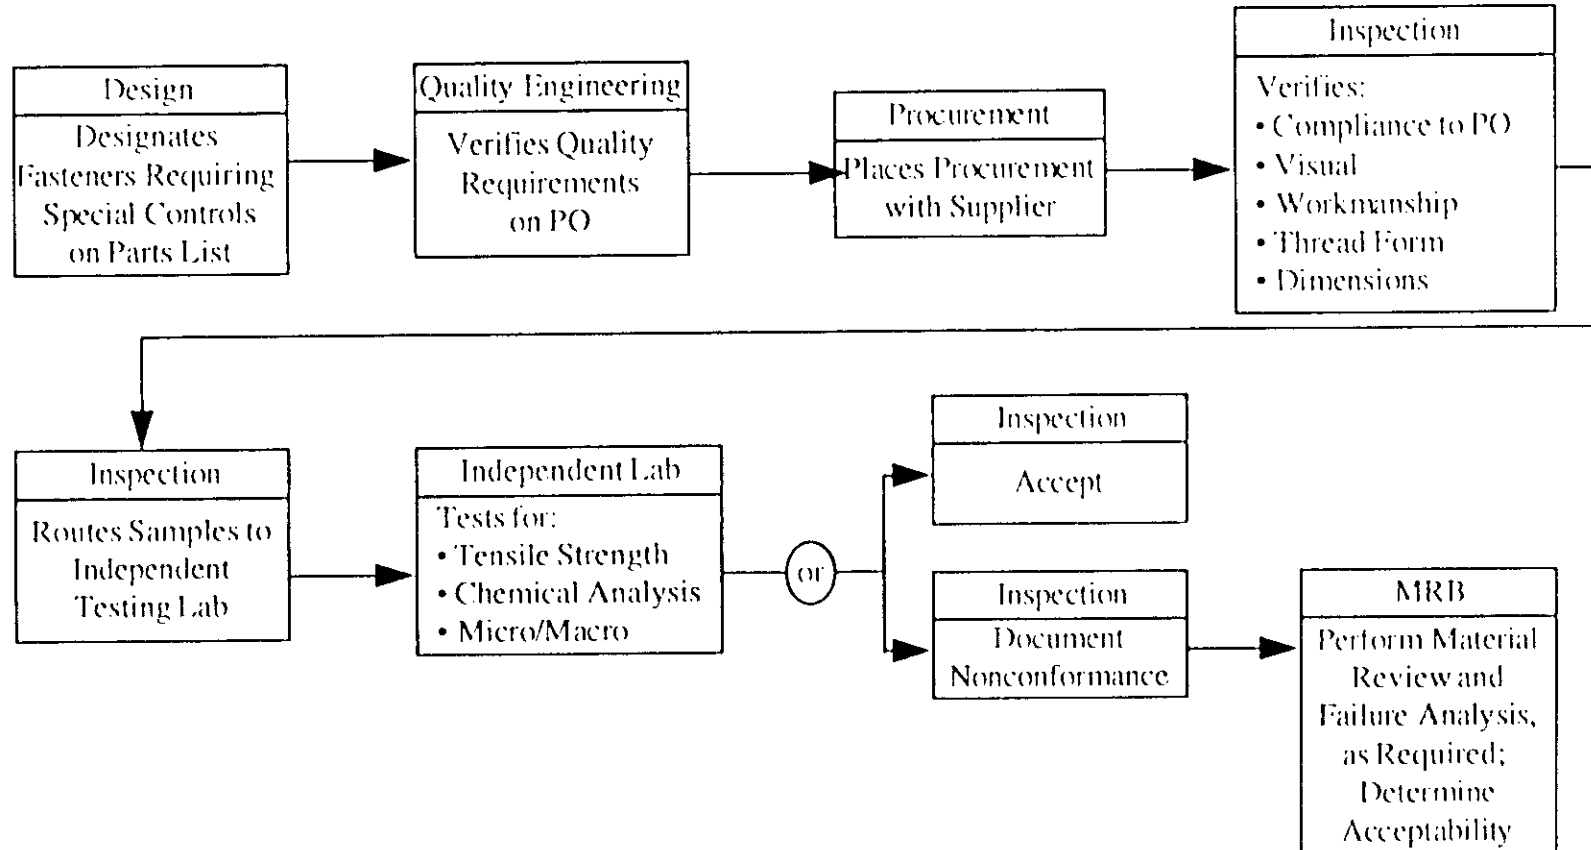 Design
Designates
Fasteners Requiring
Special Controls
on Parts List
Quality Engineering
Verifies Quality
Requirements
on PO
Procurement
Places Procurement
with Supplier
Inspection
Verifies:
• Compliance to PO
• Visual
• Workmanship
• Thread Form
• Dimensions
Inspection
Routes Samples to
Independent
Testing Lab
Independent Lab
Tests for:
• Tensile Strength
• Chemical Analysis
• Micro/Macro
or
Inspection
Accept
Inspection
Document
Nonconformance
MRB
Perform Material
Review and
Failure Analysis,
as Required;
Determine
Acceptability